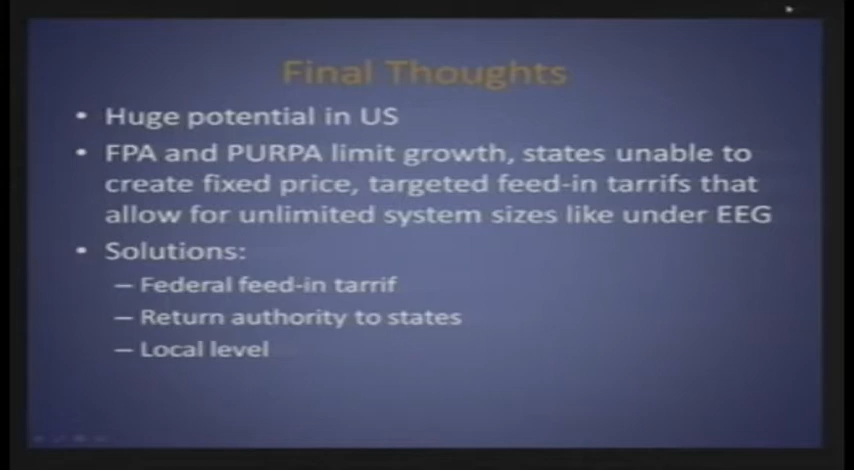 Final Thoughts
• Huge potential in US
• FPA and PURPA limit growth, states unable to
create fixed price, targeted feed-in tarrifs that
allow for unlimited system sizes like under EEG
• Solutions:
– Federal feed-in tarrif
– Return authority to states
– Local level